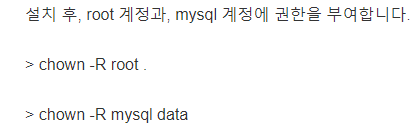 설치 후, root 계정과, mysql 계정에 권한을 부여합니다.
> chown -R root .
> chown -R mysql data